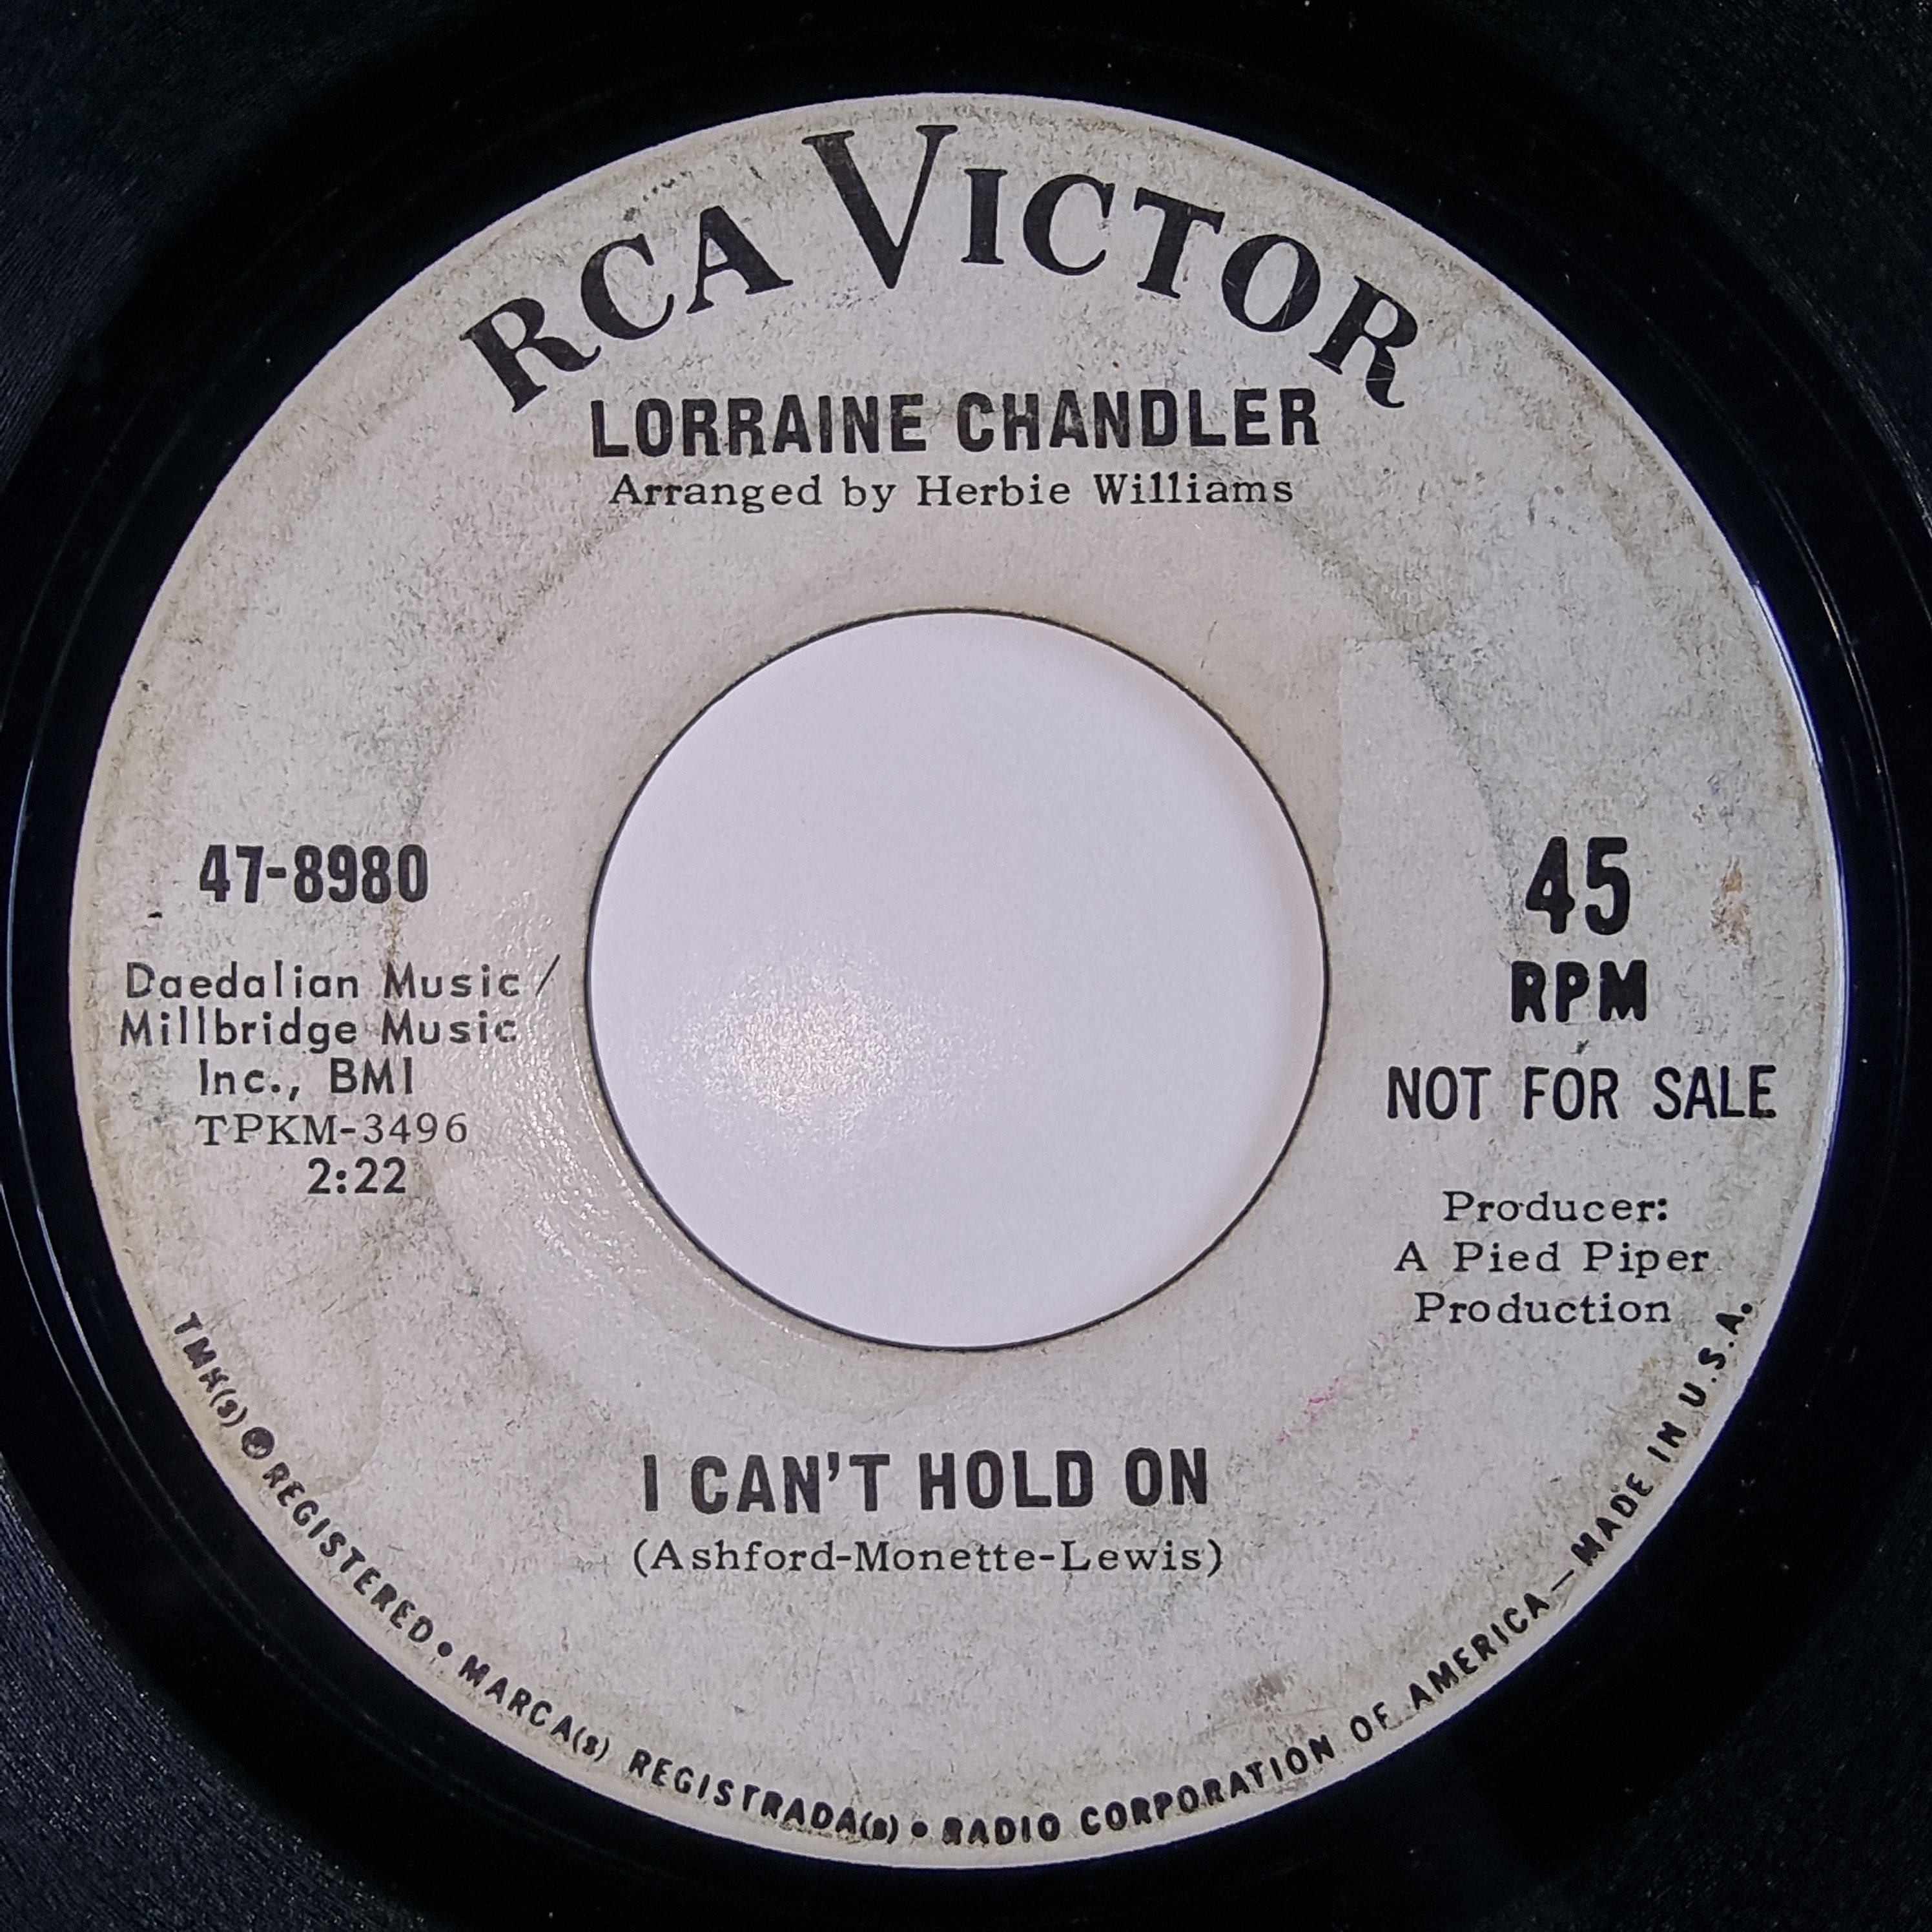 RCA VICTOR
LORRAINE CHANDLER
Arranged by Herbie Williams
47-8980
Daedalian Music/
Millbridge Music
Inc., BMI
TPKM-3496
2:22
45
RPM
NOT FOR SALE
Producer:
A Pied Piper
Production
I CAN'T HOLD ON
(Ashford-Monette-Lewis)
TMK(s) ® REGISTERED • MARCA(s) REGISTRADA(s) • RADIO CORPORATION OF AMERICA—MADE IN U.S.A.